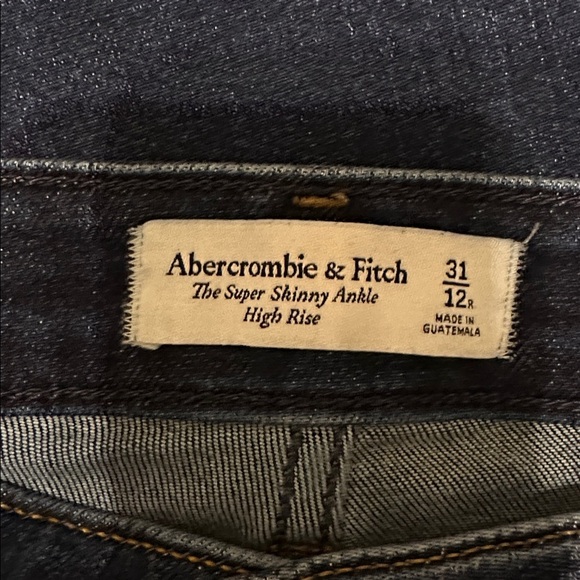 Abercrombie & Fitch
The Super Skinny Ankle
High Rise
31
12R
MADE IN
GUATEMALA